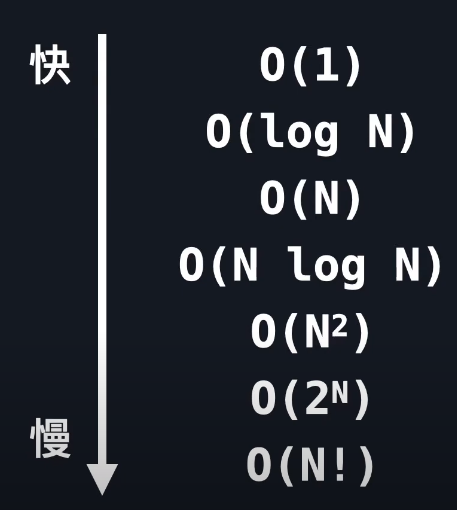 快
O(1)
O(log N)
O(N)
O(N log N)
O(N²)
O(2ᴺ)
慢
O(N!)